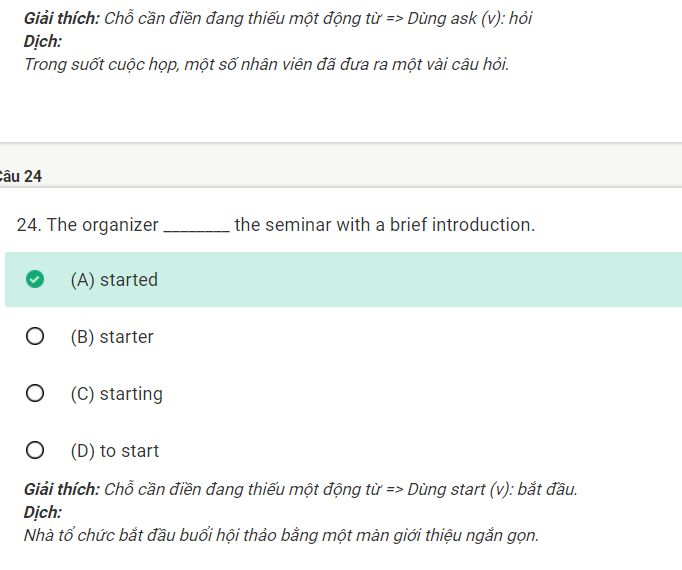 Giải thích: Chỗ cần điền đang thiếu một động từ => Dùng ask (v): hỏi
Dịch:
Trong suốt cuộc họp, một số nhân viên đã đưa ra một vài câu hỏi.
Câu 24
24. The organizer ________ the seminar with a brief introduction.
(A) started
(B) starter
(C) starting
(D) to start
Giải thích: Chỗ cần điền đang thiếu một động từ => Dùng start (v): bắt đầu.
Dịch:
Nhà tổ chức bắt đầu buổi hội thảo bằng một màn giới thiệu ngắn gọn.